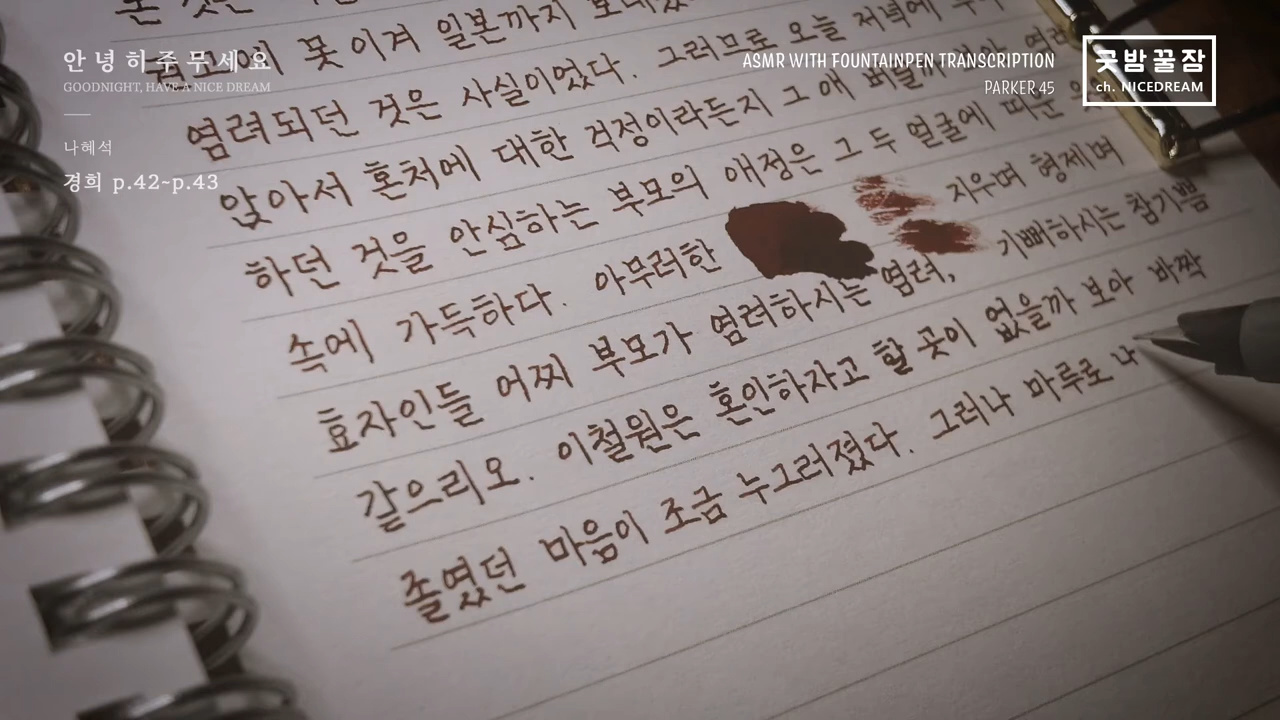 안녕히주무세요
GOODNIGHT, HAVE A NICE DREAM
나혜석
경희 p.42~p.43
ASMR WITH FOUNTAINPEN TRANSCRIPTION
PARKER 45
굿밤꿀잠
ch. NICEDREAM
못 이겨 일본까지
염려되던 것은 사실이었다. 그러므로 오늘 저녁에
앉아서 혼처에 대한 걱정이라든지 그 애
하던 것을 안심하는 부모의 애정은 그 두 얼굴에 띠운
속에 가득하다. 아무러한 지우며 형제며
효자인들 어찌 부모가 염려하시는 염려, 기뻐하시는 참기쁨
같으리오. 이철원은 혼인하자고 할 곳이 없을까 보아 바짝
졸였던 마음이 조금 누그러졌다. 그러나 마루로 나